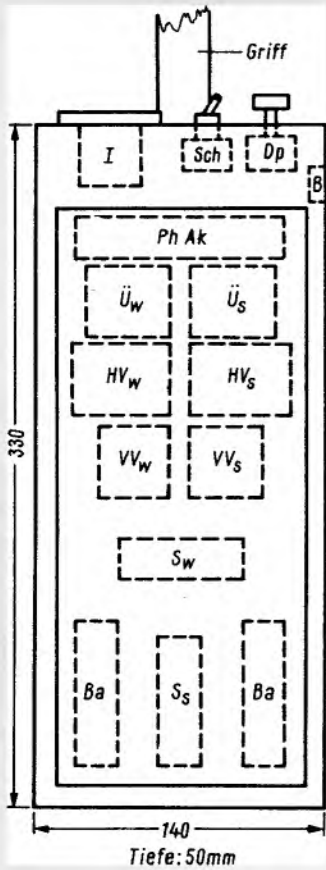 Griff
I Sch Dp
B
Ph Ak
Üw Üs
HVw HVs
VVw VVs
Sw
Ba Ss Ba
330
140
Tiefe: 50mm